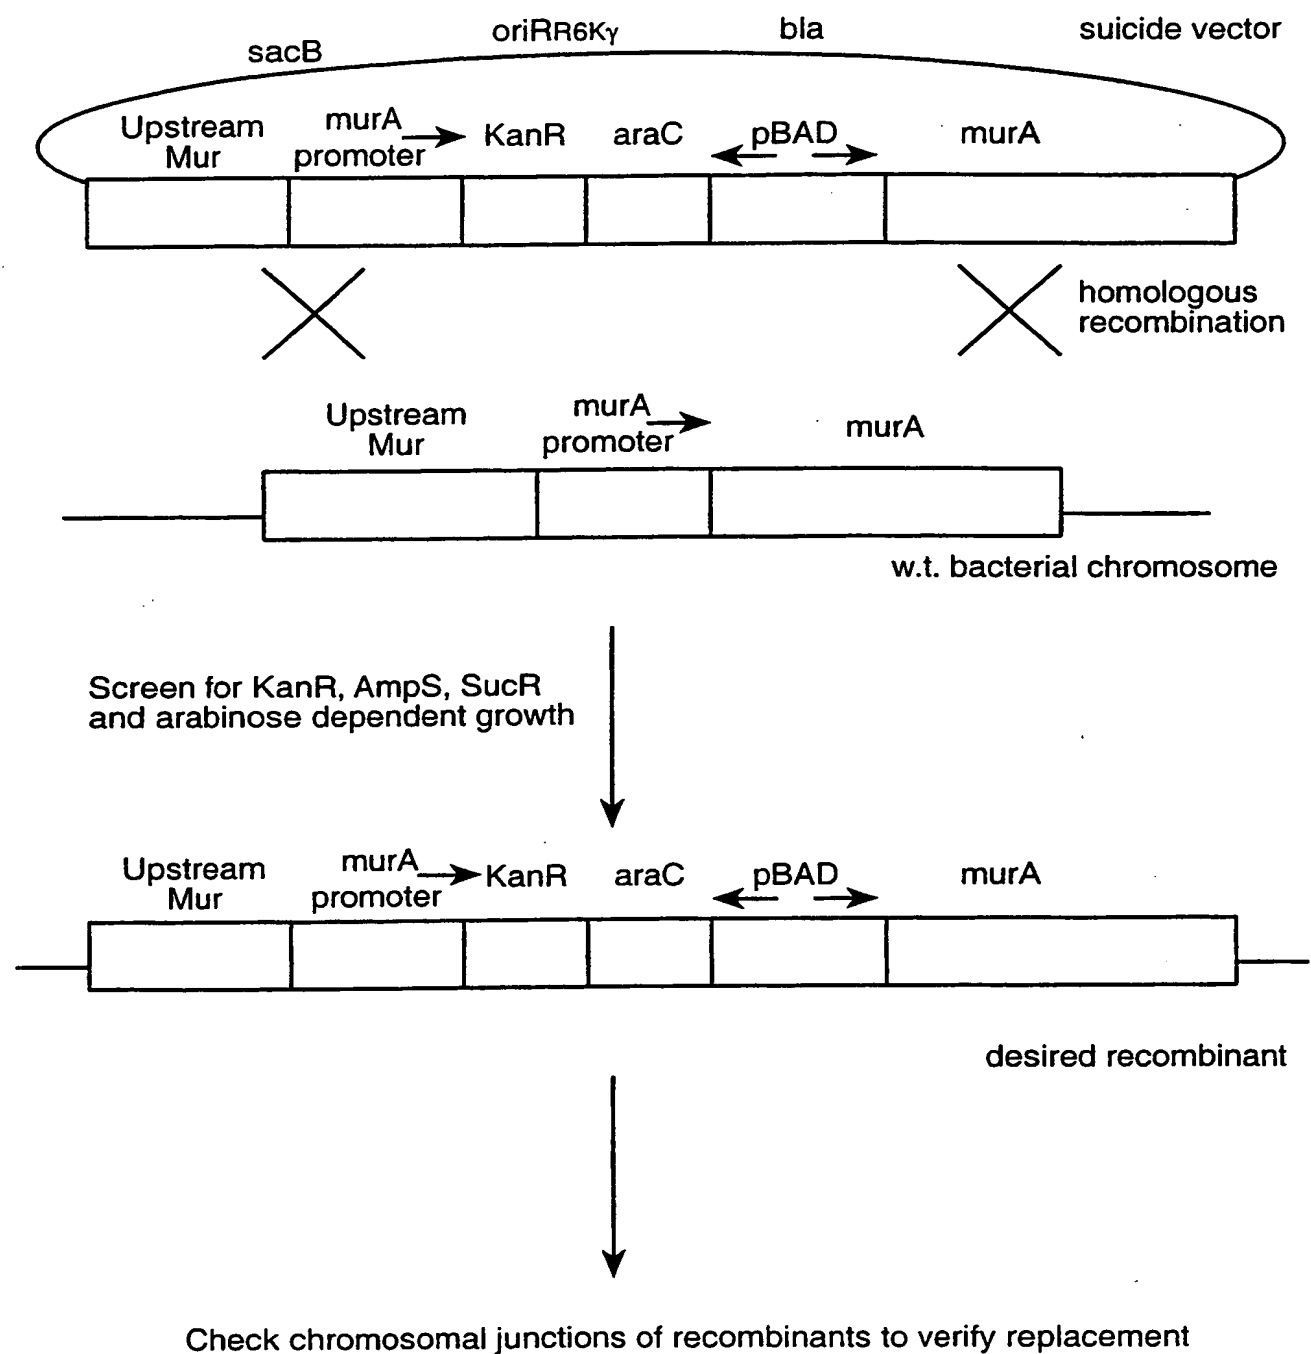 sacB
oriRR6Kγ
bla
suicide vector
Upstream
Mur
murA
promoter
KanR
araC
pBAD
murA
homologous
recombination
Upstream
Mur
murA
promoter
murA
w.t. bacterial chromosome
Screen for KanR, AmpS, SucR
and arabinose dependent growth
Upstream
Mur
murA
promoter
KanR
araC
pBAD
murA
desired recombinant
Check chromosomal junctions of recombinants to verify replacement